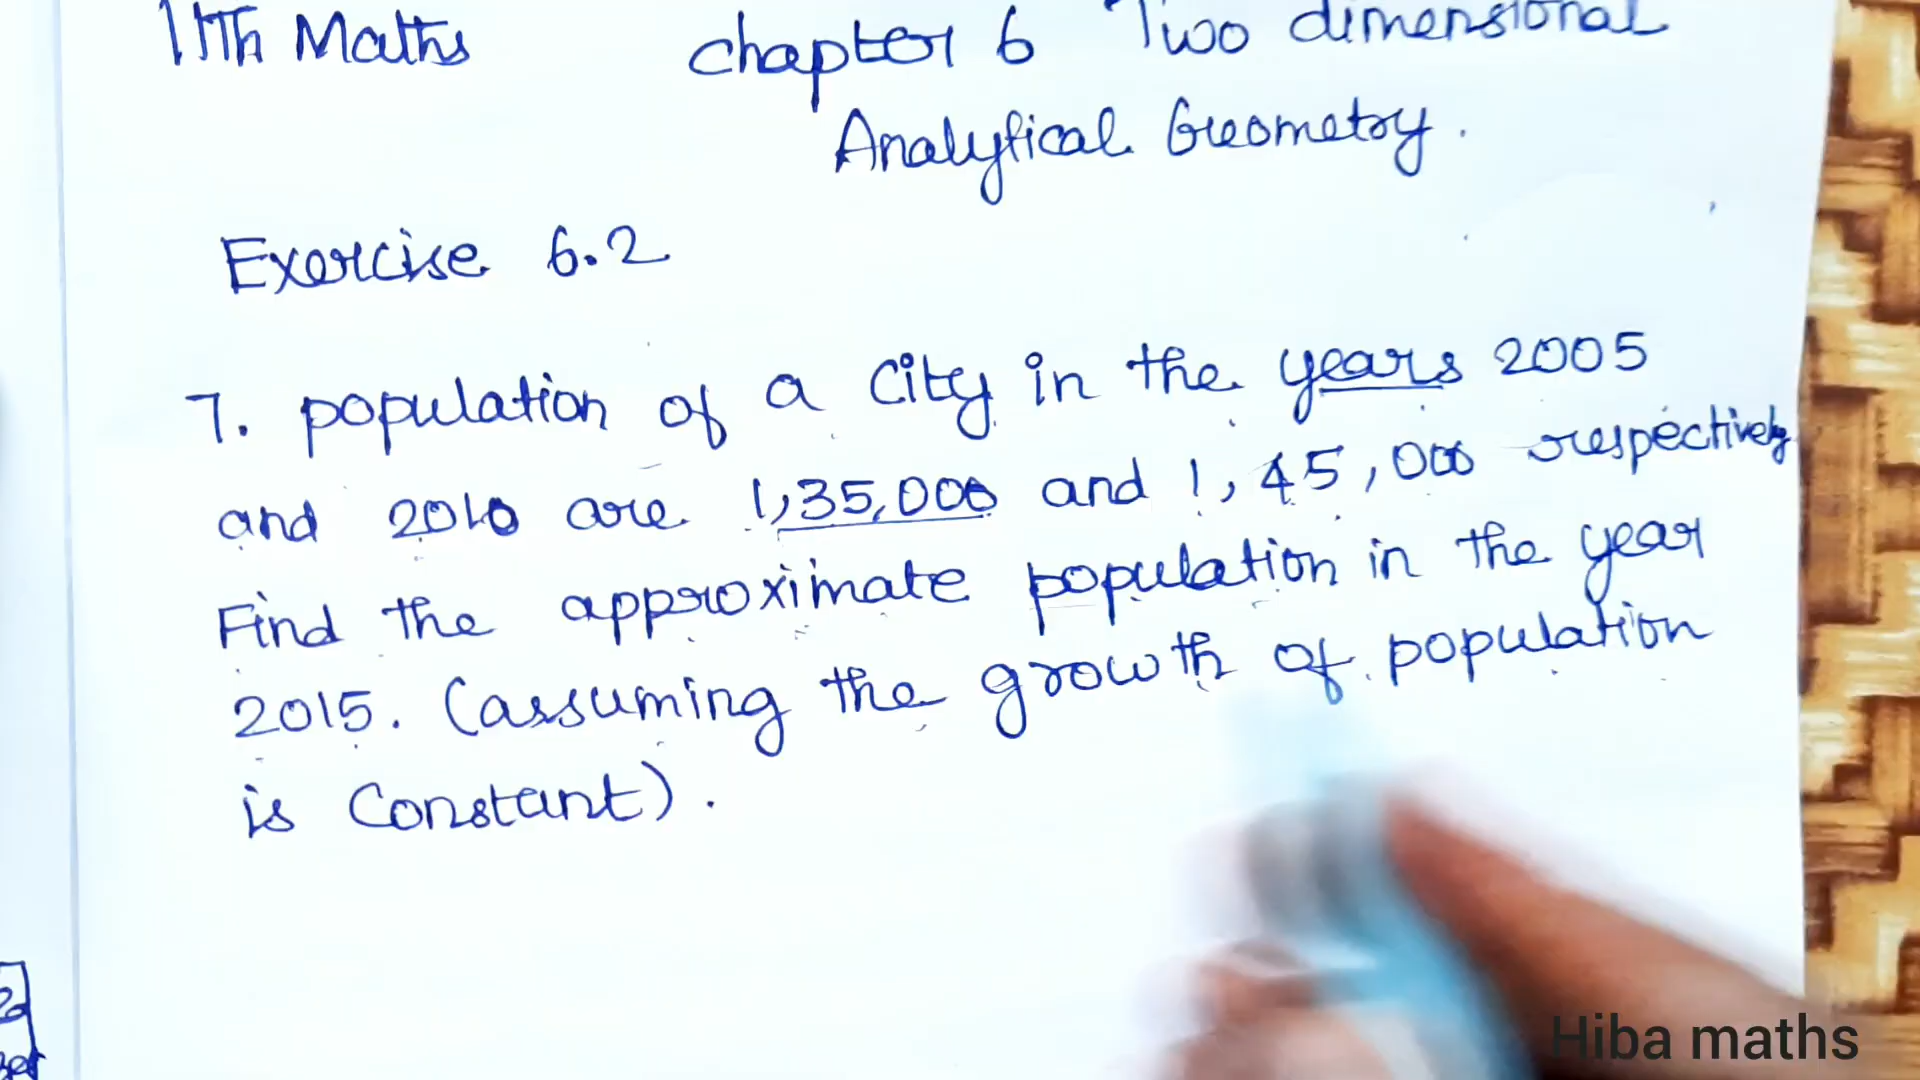 11Th Maths chapter 6 Two dimensional
Analytical Geometry.
Exercise 6.2
7. population of a City in the years 2005
and 2010 are 1,35,000 and 1,45,000 respectively
Find the approximate population in the year
2015. (assuming the growth of population
is Constant).
Hiba maths